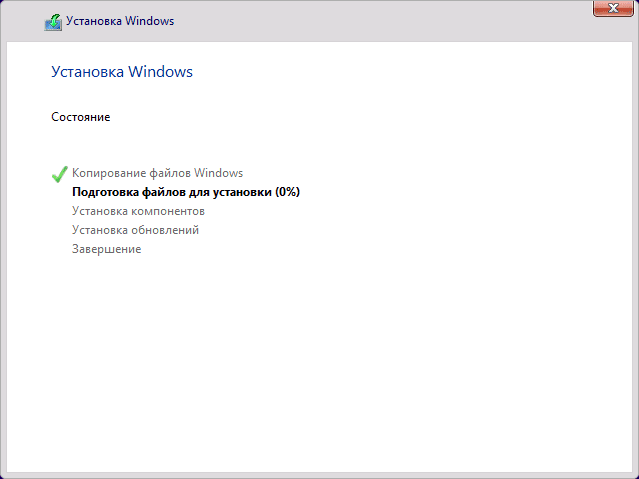 Установка Windows
Установка Windows
Состояние
Копирование файлов Windows
Подготовка файлов для установки (0%)
Установка компонентов
Установка обновлений
Завершение